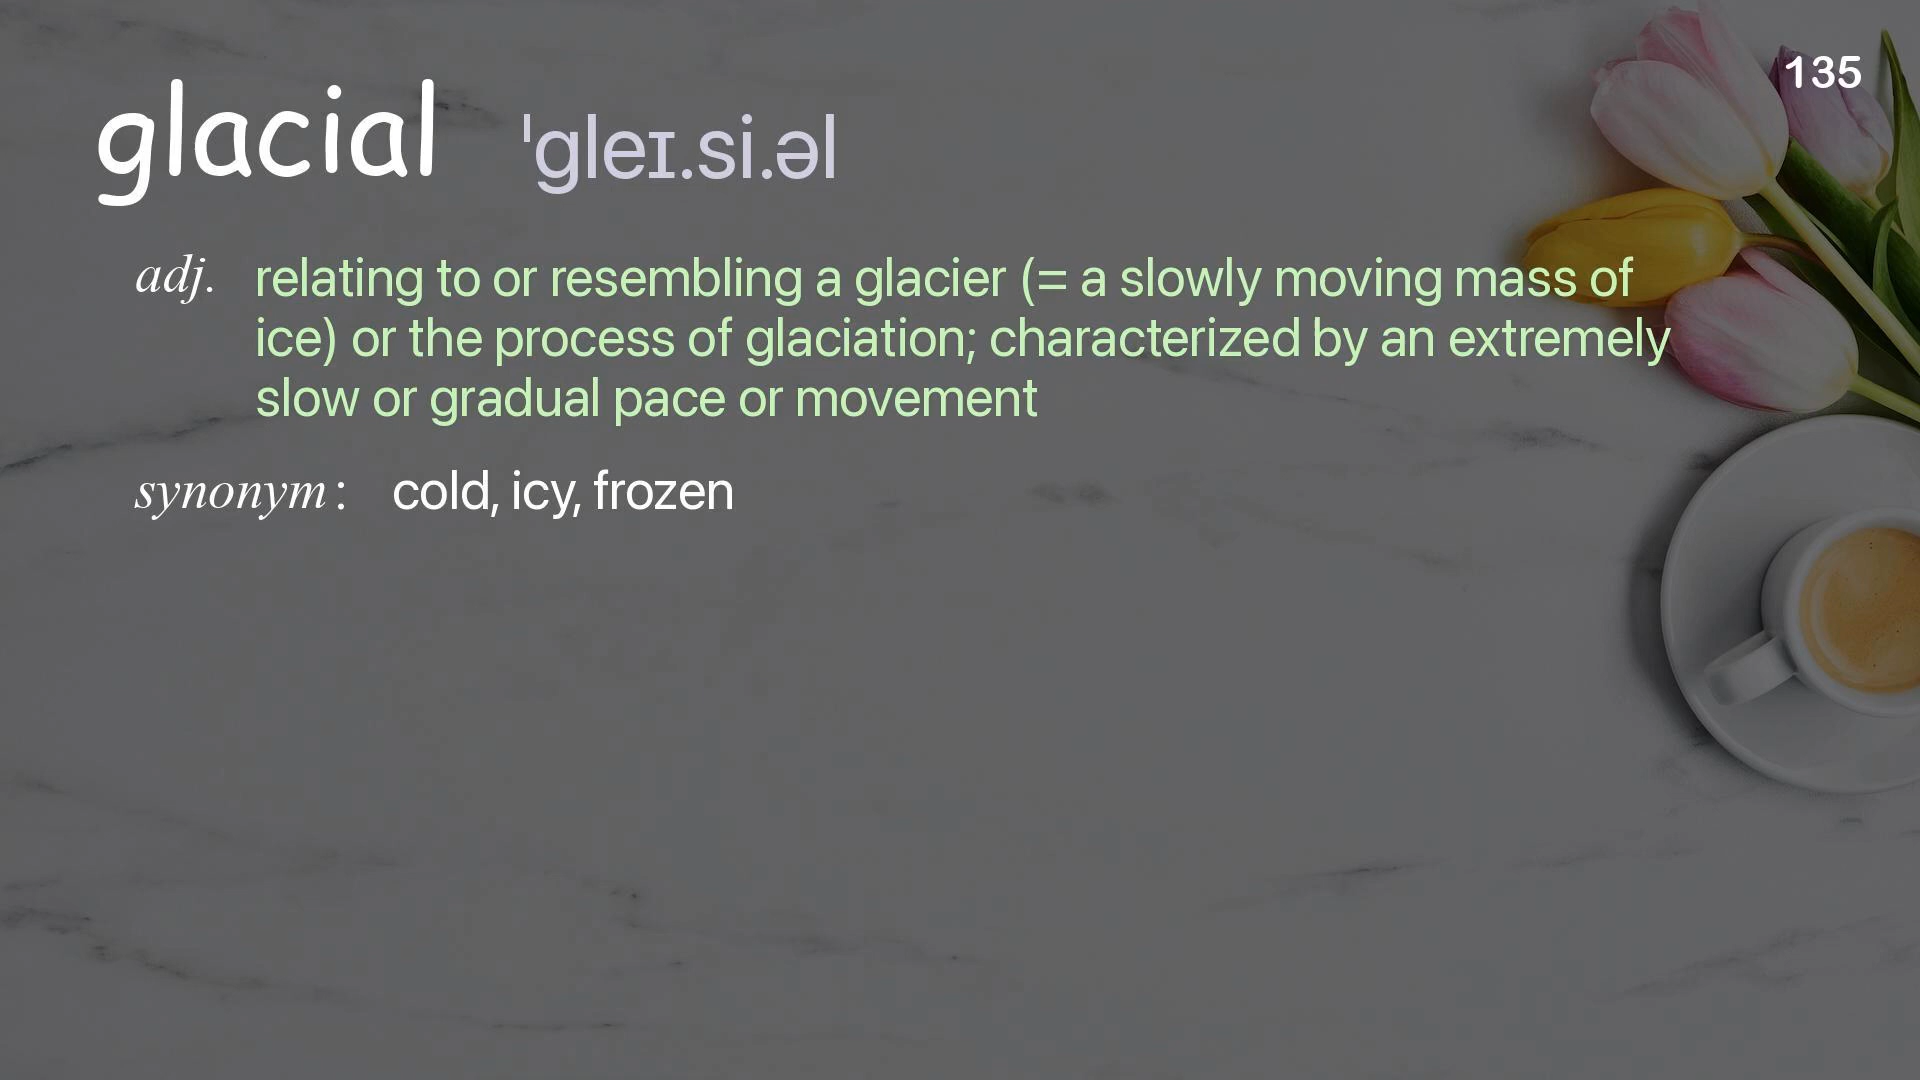 135
glacial ˈgleɪ.si.əl
adj. relating to or resembling a glacier (= a slowly moving mass of
ice) or the process of glaciation; characterized by an extremely
slow or gradual pace or movement
synonym: cold, icy, frozen